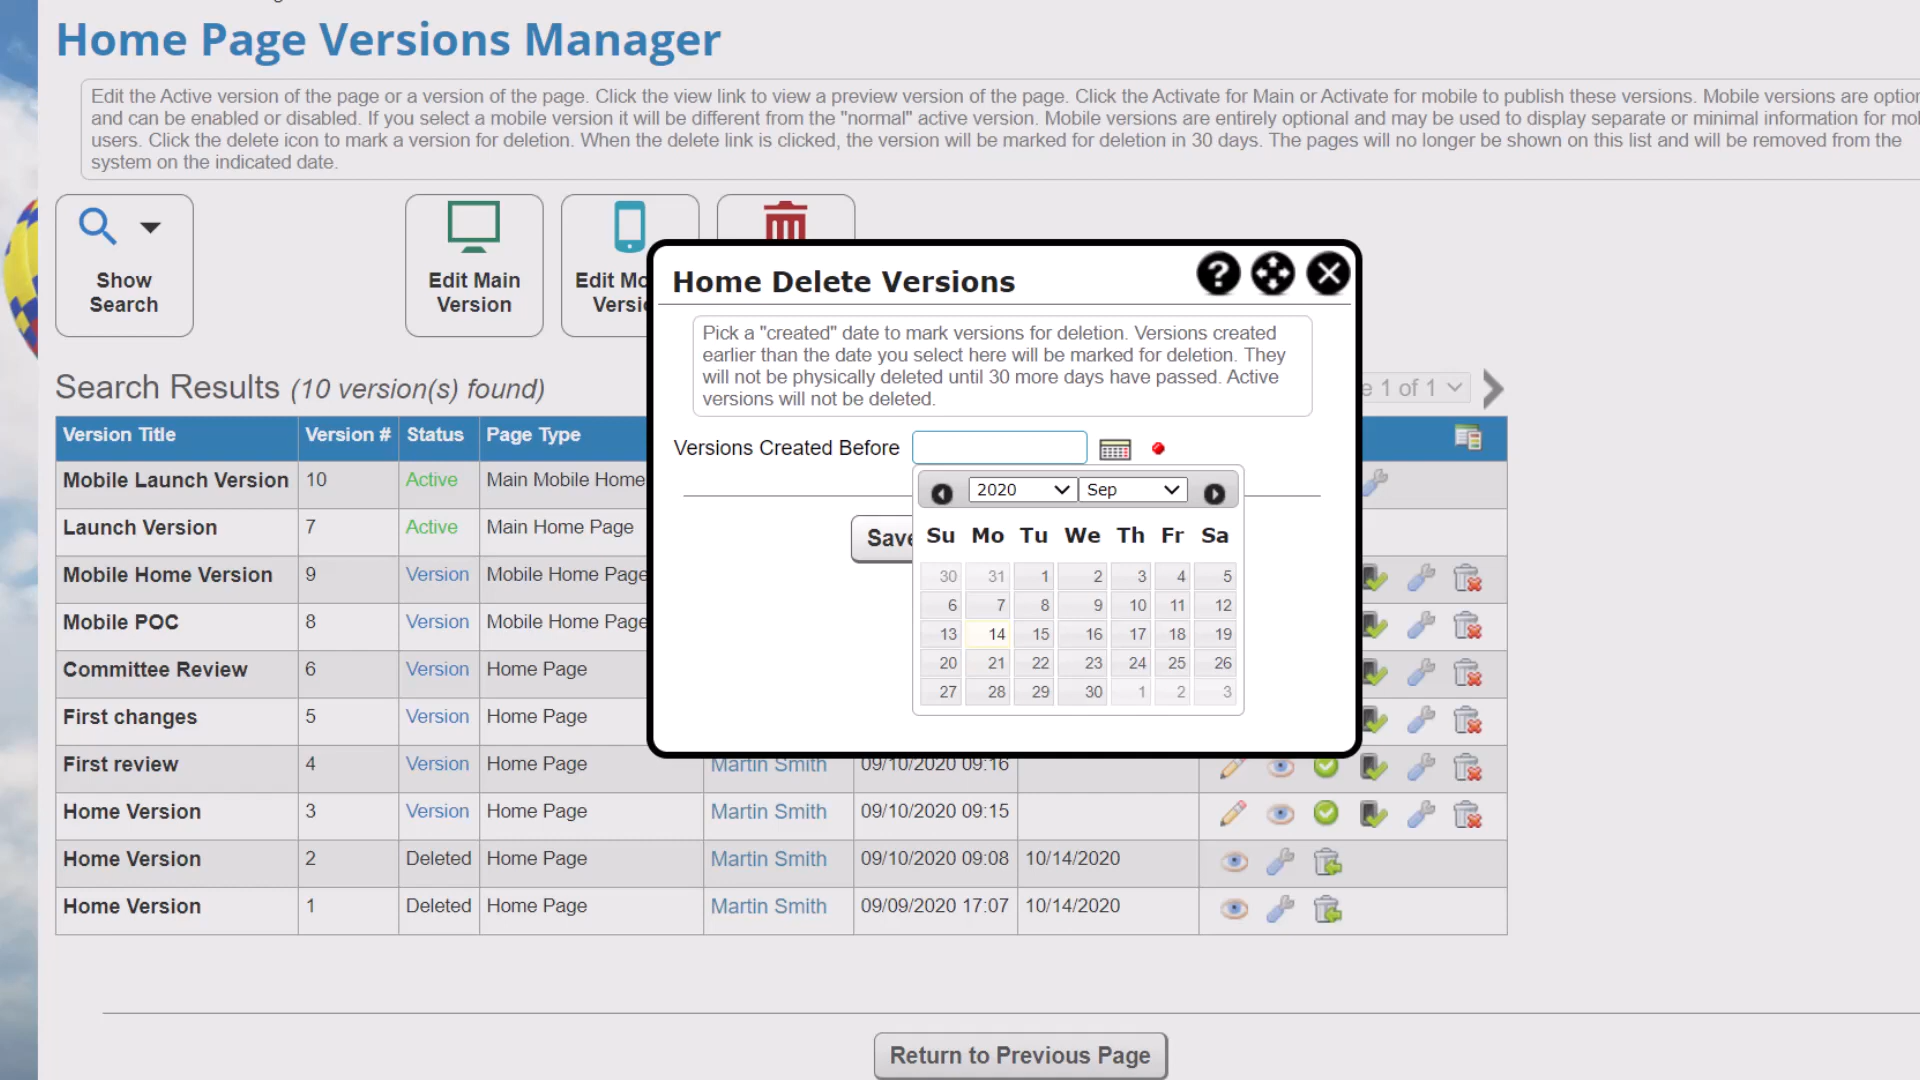 Home Page Versions Manager
Edit the Active version of the page or a version of the page. Click the view link to view a preview version of the page. Click the Activate for Main or Activate for mobile to publish these versions. Mobile versions are
and can be enabled or disabled. If you select a mobile version it will be different from the "normal" active version. Mobile versions are entirely optional and may be used to display separate or minimal information for
users. Click the delete icon to mark a version for deletion. When the delete link is clicked, the version will be marked for deletion in 30 days. The pages will no longer be shown on this list and will be removed from the
system on the indicated date.
Show
Search
Edit Main
Version
Edit
Home Delete Versions
Pick a "created" date to mark versions for deletion. Versions created
earlier than the date you select here will be marked for deletion. They
will not be physically deleted until 30 more days have passed. Active
versions will not be deleted.
Versions Created Before
2020 Sep
Su Mo Tu We Th Fr Sa
30 31 1 2 3 4 5
6 7 8 9 10 11 12
13 14 15 16 17 18 19
20 21 22 23 24 25 26
27 28 29 30 1 2 3
Save
Search Results (10 version(s) found)
1 of 1
Version Title Version # Status Page Type
Mobile Launch Version 10 Active Main Mobile Home
Launch Version 7 Active Main Home Page
Mobile Home Version 9 Version Mobile Home Page
Mobile POC 8 Version Mobile Home Page
Committee Review 6 Version Home Page
First changes 5 Version Home Page
First review 4 Version Home Page Martin Smith 09/10/2020 09:16
Home Version 3 Version Home Page Martin Smith 09/10/2020 09:15
Home Version 2 Deleted Home Page Martin Smith 09/10/2020 09:08 10/14/2020
Home Version 1 Deleted Home Page Martin Smith 09/09/2020 17:07 10/14/2020
Return to Previous Page